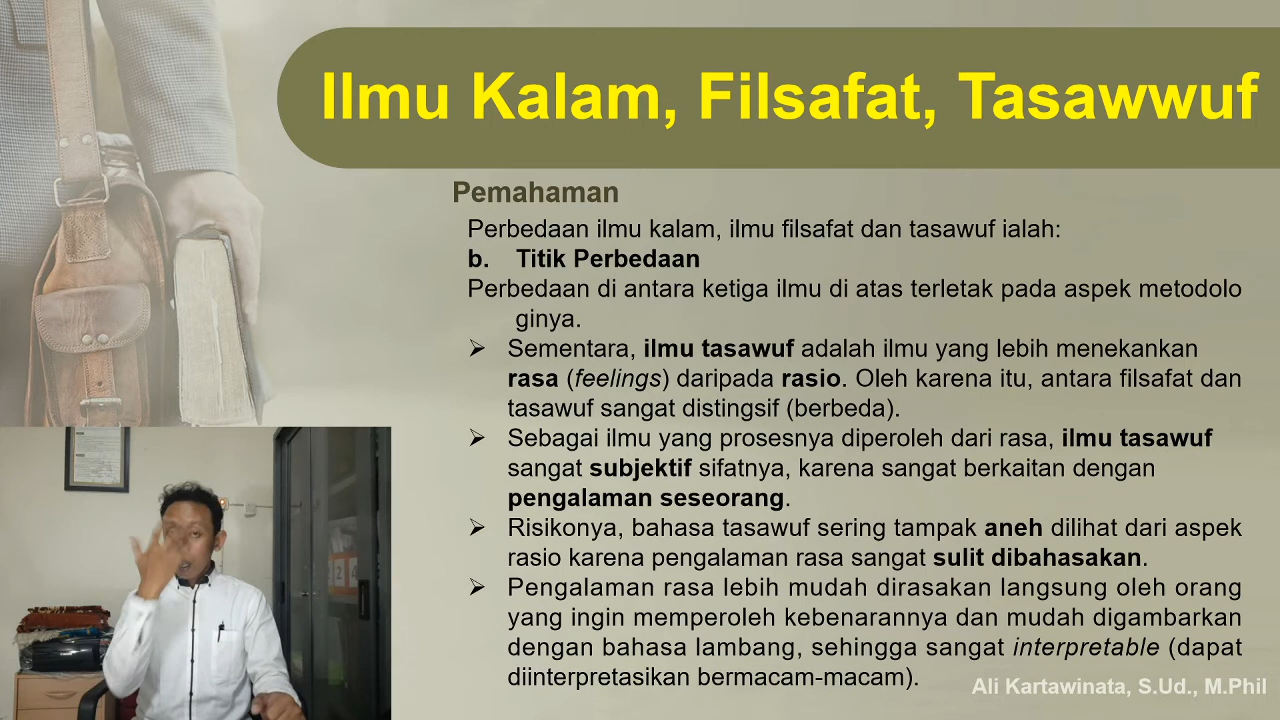 Ilmu Kalam, Filsafat, Tasawwuf
Pemahaman
Perbedaan ilmu kalam, ilmu filsafat dan tasawuf ialah:
b. Titik Perbedaan
Perbedaan di antara ketiga ilmu di atas terletak pada aspek metodolo
ginya.
➢ Sementara, ilmu tasawuf adalah ilmu yang lebih menekankan
rasa (feelings) daripada rasio. Oleh karena itu, antara filsafat dan
tasawuf sangat distingsif (berbeda).
➢ Sebagai ilmu yang prosesnya diperoleh dari rasa, ilmu tasawuf
sangat subjektif sifatnya, karena sangat berkaitan dengan
pengalaman seseorang.
➢ Risikonya, bahasa tasawuf sering tampak aneh dilihat dari aspek
rasio karena pengalaman rasa sangat sulit dibahasakan.
➢ Pengalaman rasa lebih mudah dirasakan langsung oleh orang
yang ingin memperoleh kebenarannya dan mudah digambarkan
dengan bahasa lambang, sehingga sangat interpretable (dapat
diinterpretasikan bermacam-macam).
Ali Kartawinata, S.Ud., M.Phil